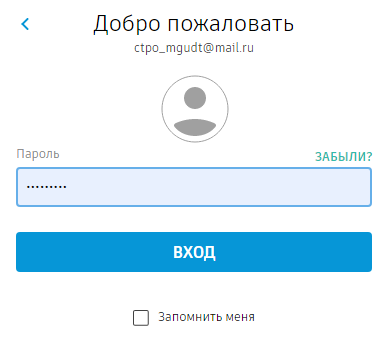 Добро пожаловать
ctpo_mgudt@mail.ru
Пароль
ЗАБЫЛИ?
•••••••••
ВХОД
Запомнить меня